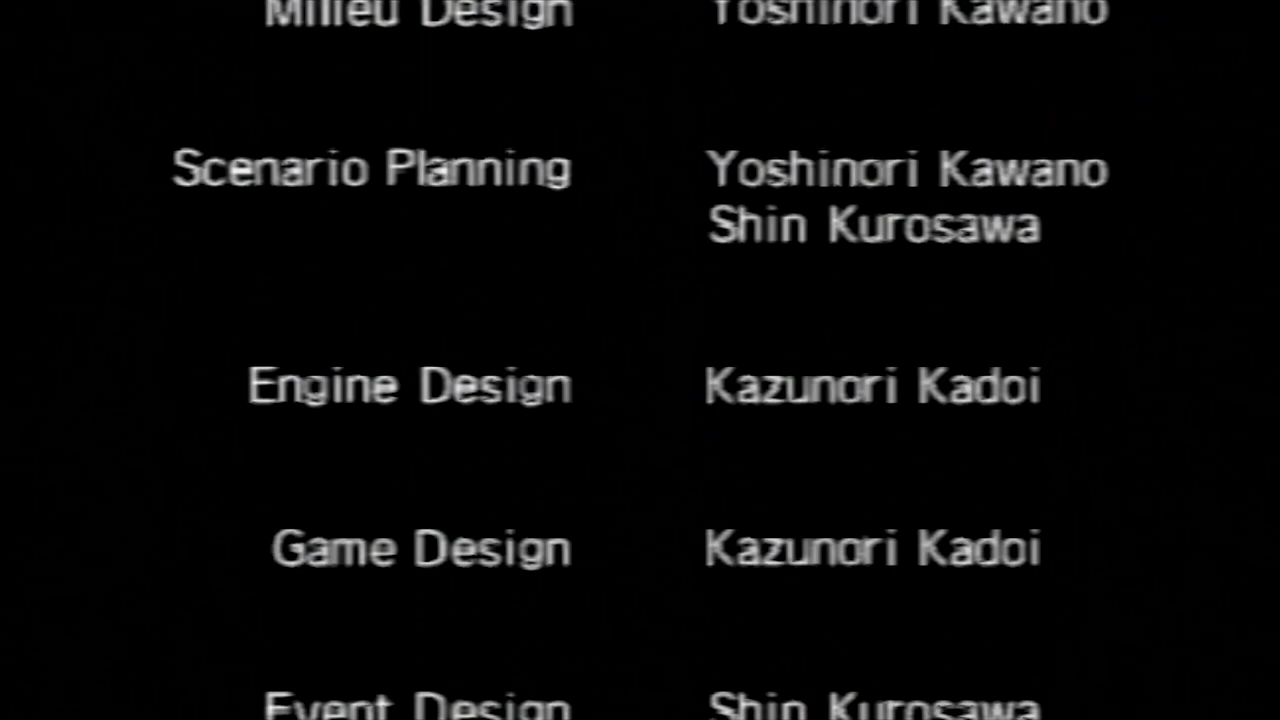 Milieu Design Yoshinori Kawano
Scenario Planning Yoshinori Kawano
Shin Kurosawa
Engine Design Kazunori Kadoi
Game Design Kazunori Kadoi
Event Design Shin Kurosawa